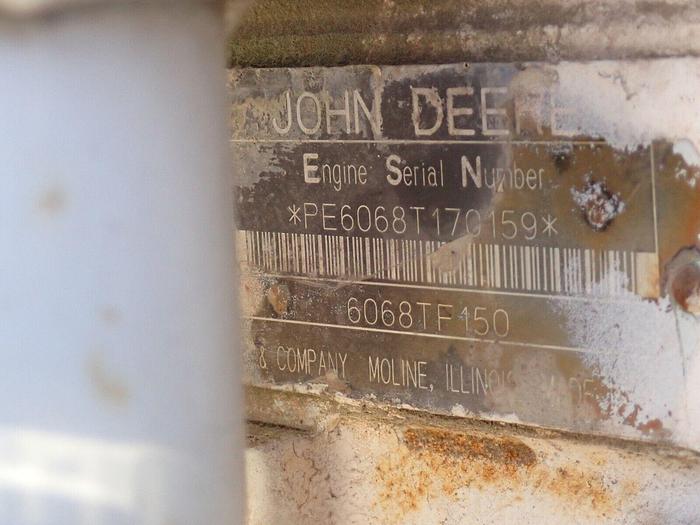 JOHN DEERE
Engine Serial Number
*PE6068T170159*
6068TF150
& COMPANY MOLINE, ILLINOIS